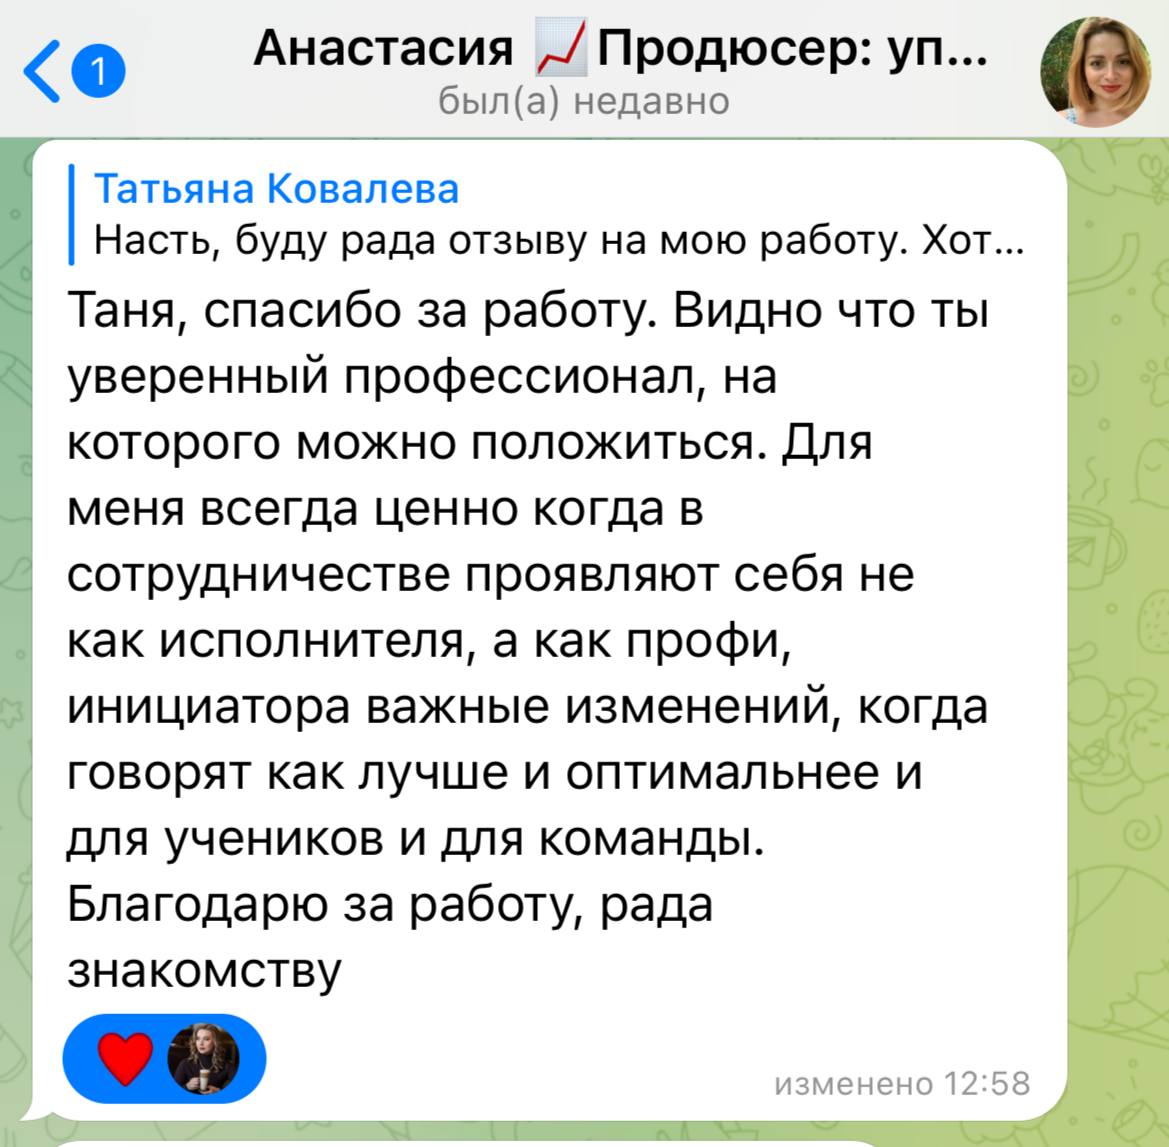 1
Анастасия 📈 Продюсер: уп...
был(а) недавно
Татьяна Ковалева
Насть, буду рада отзыву на мою работу. Хот...
Таня, спасибо за работу. Видно что ты
уверенный профессионал, на
которого можно положиться. Для
меня всегда ценно когда в
сотрудничестве проявляют себя не
как исполнителя, а как профи,
инициатора важные изменений, когда
говорят как лучше и оптимальнее и
для учеников и для команды.
Благодарю за работу, рада
знакомству
❤️
изменено 12:58